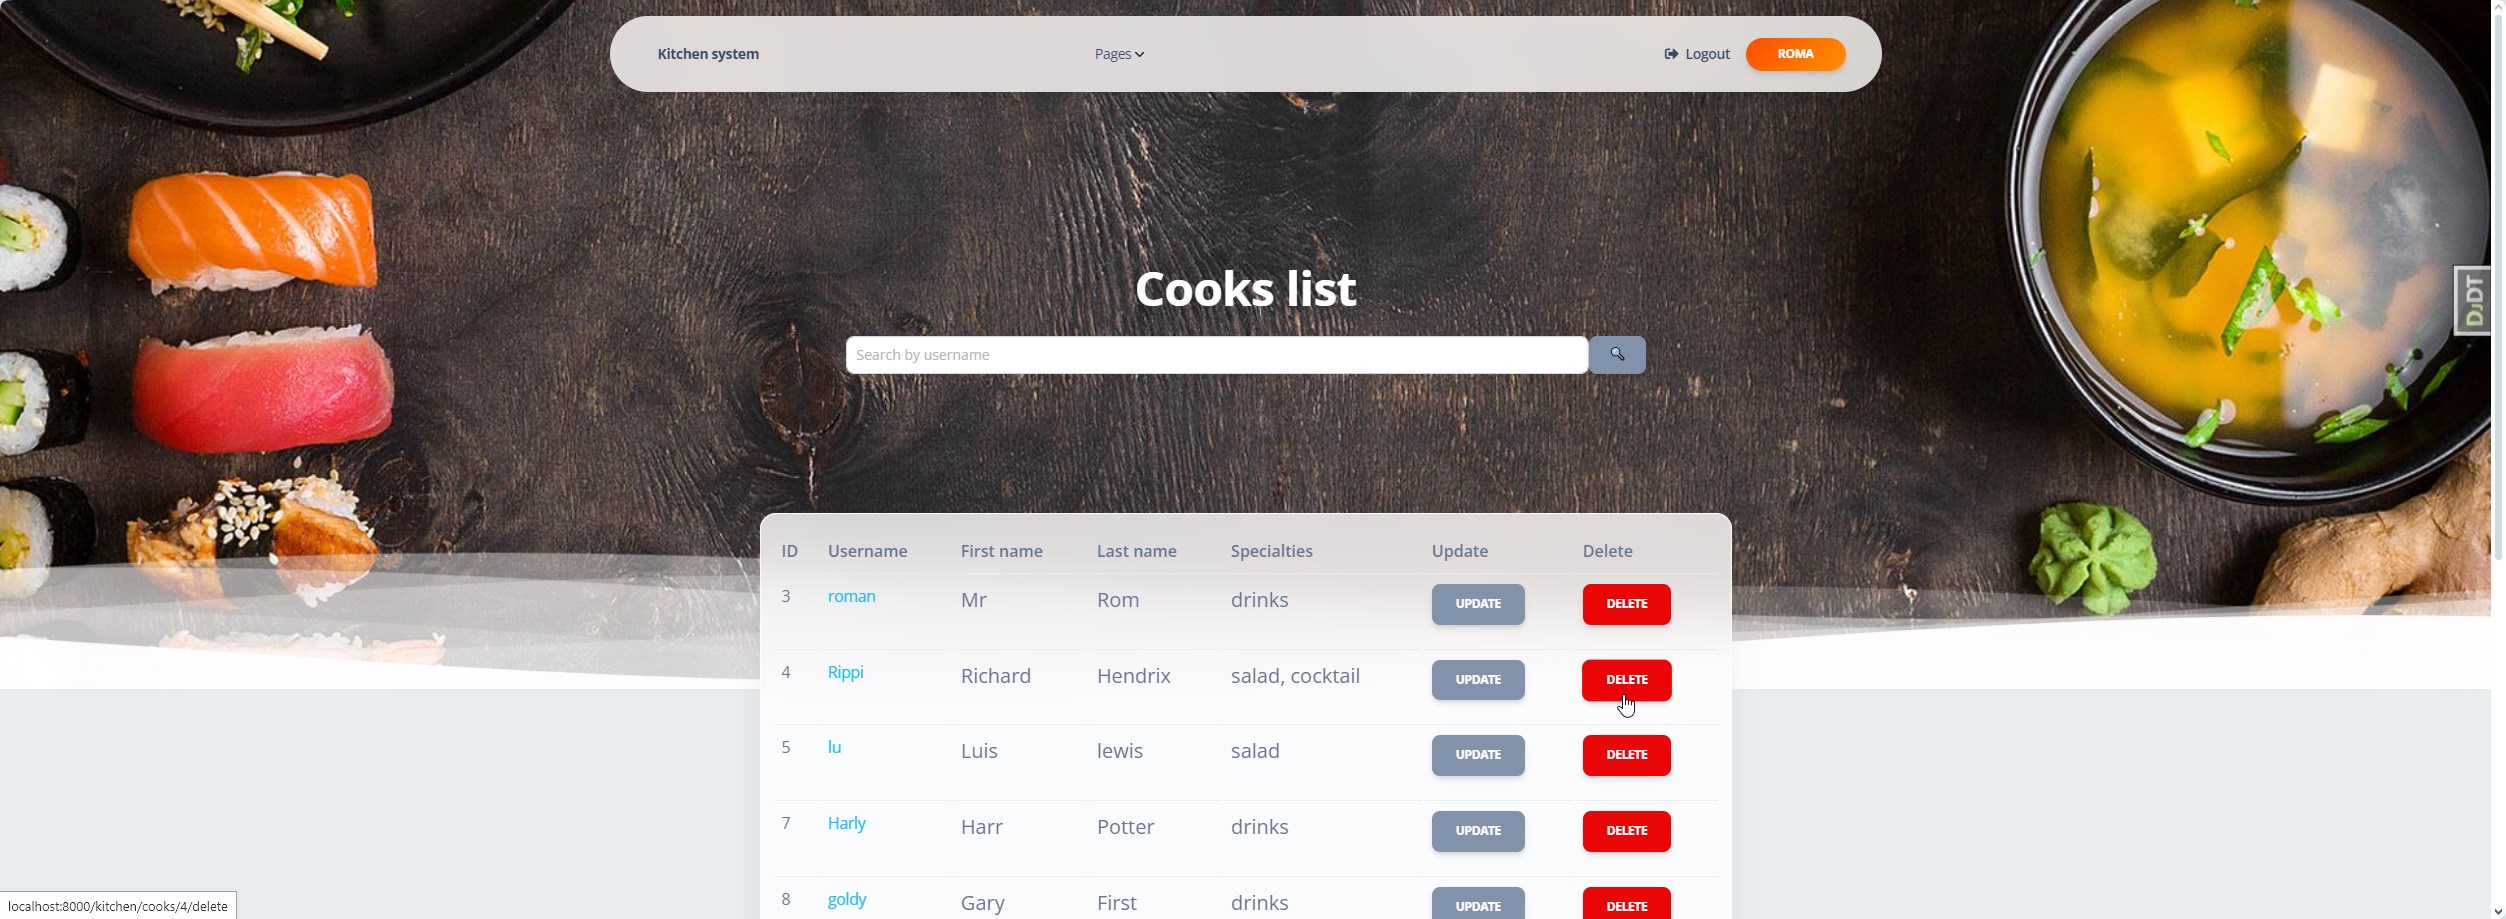 Kitchen system Pages Logout ROMA
Cooks list
Search by username
DJDT
ID Username First name Last name Specialties Update Delete
3 roman Mr Rom drinks UPDATE DELETE
4 Rippi Richard Hendrix salad, cocktail UPDATE DELETE
5 lu Luis lewis salad UPDATE DELETE
7 Harly Harr Potter drinks UPDATE DELETE
8 goldy Gary First drinks UPDATE DELETE
localhost:8000/kitchen/cooks/4/delete